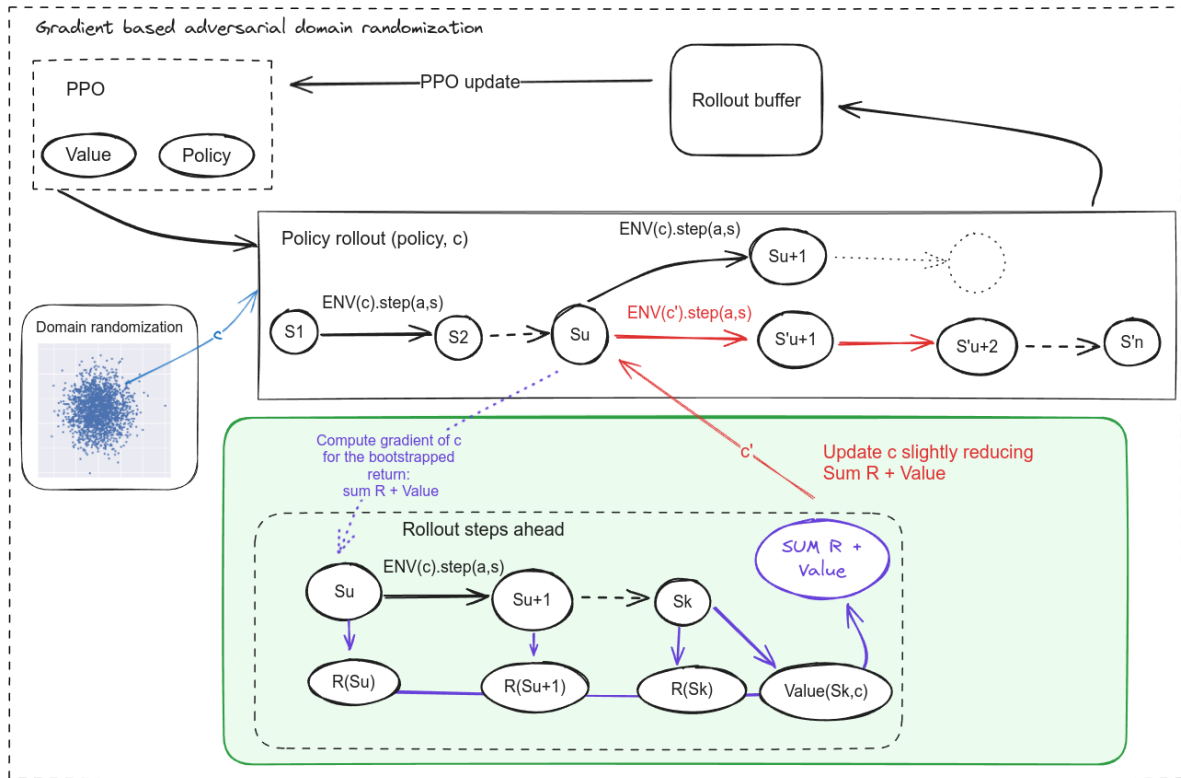 Gradient based adversarial domain randomization
PPO
Value
Policy
PPO update
Rollout buffer
Policy rollout (policy, c)
ENV(c).step(a,s)
Su+1
S1
ENV(c).step(a,s)
S2
Su
ENV(c').step(a,s)
S'u+1
S'u+2
S'n
Domain randomization
c
Compute gradient of c
for the bootstrapped
return:
sum R + Value
c'
Update c slightly reducing
Sum R + Value
Rollout steps ahead
SUM R +
Value
Su
ENV(c).step(a,s)
Su+1
Sk
R(Su)
R(Su+1)
R(Sk)
Value(Sk,c)